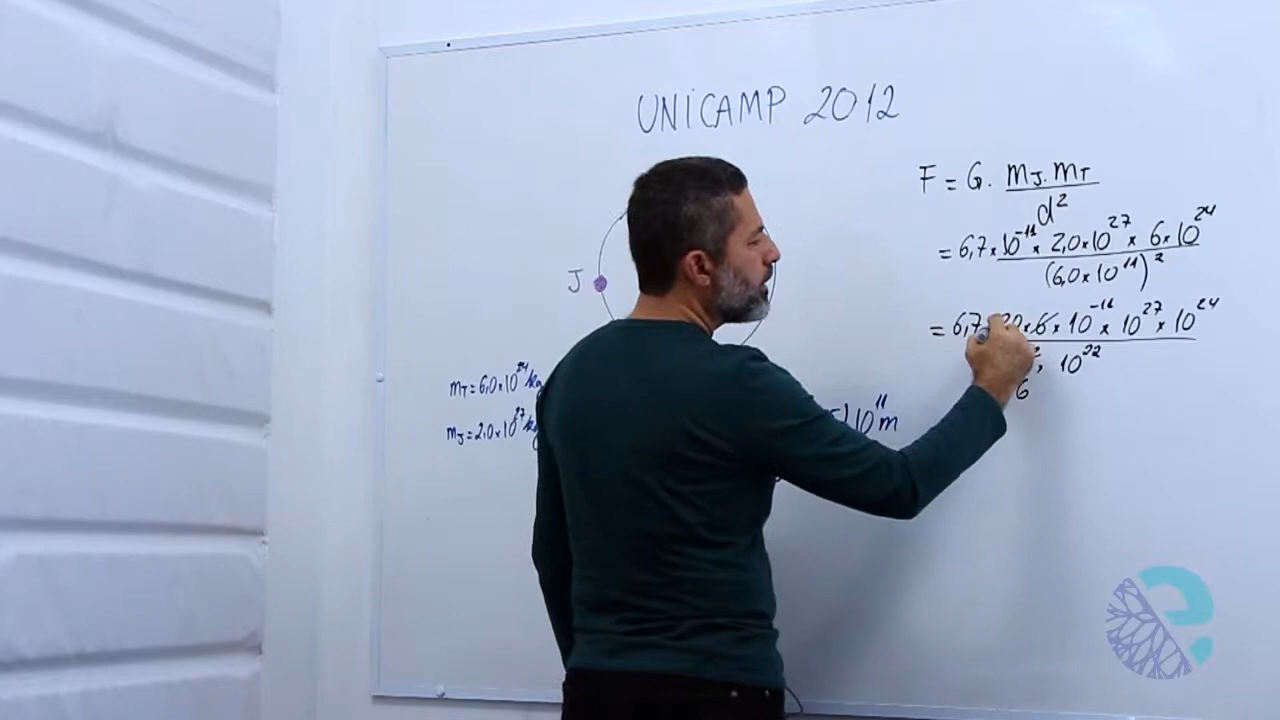 UNICAMP 2012
F = G. mJ.mT / d²
= 6,7 × 10⁻¹¹ × 2,0×10²⁷ × 6×10²⁴ / (6,0×10¹¹)²
J
= 6,7 × 20×6×10⁻¹¹×10²⁷×10²⁴ / ², 10²²
6
mT=6,0×10²⁴ kg
mJ=2,0×10²⁷ kg
10¹¹ m